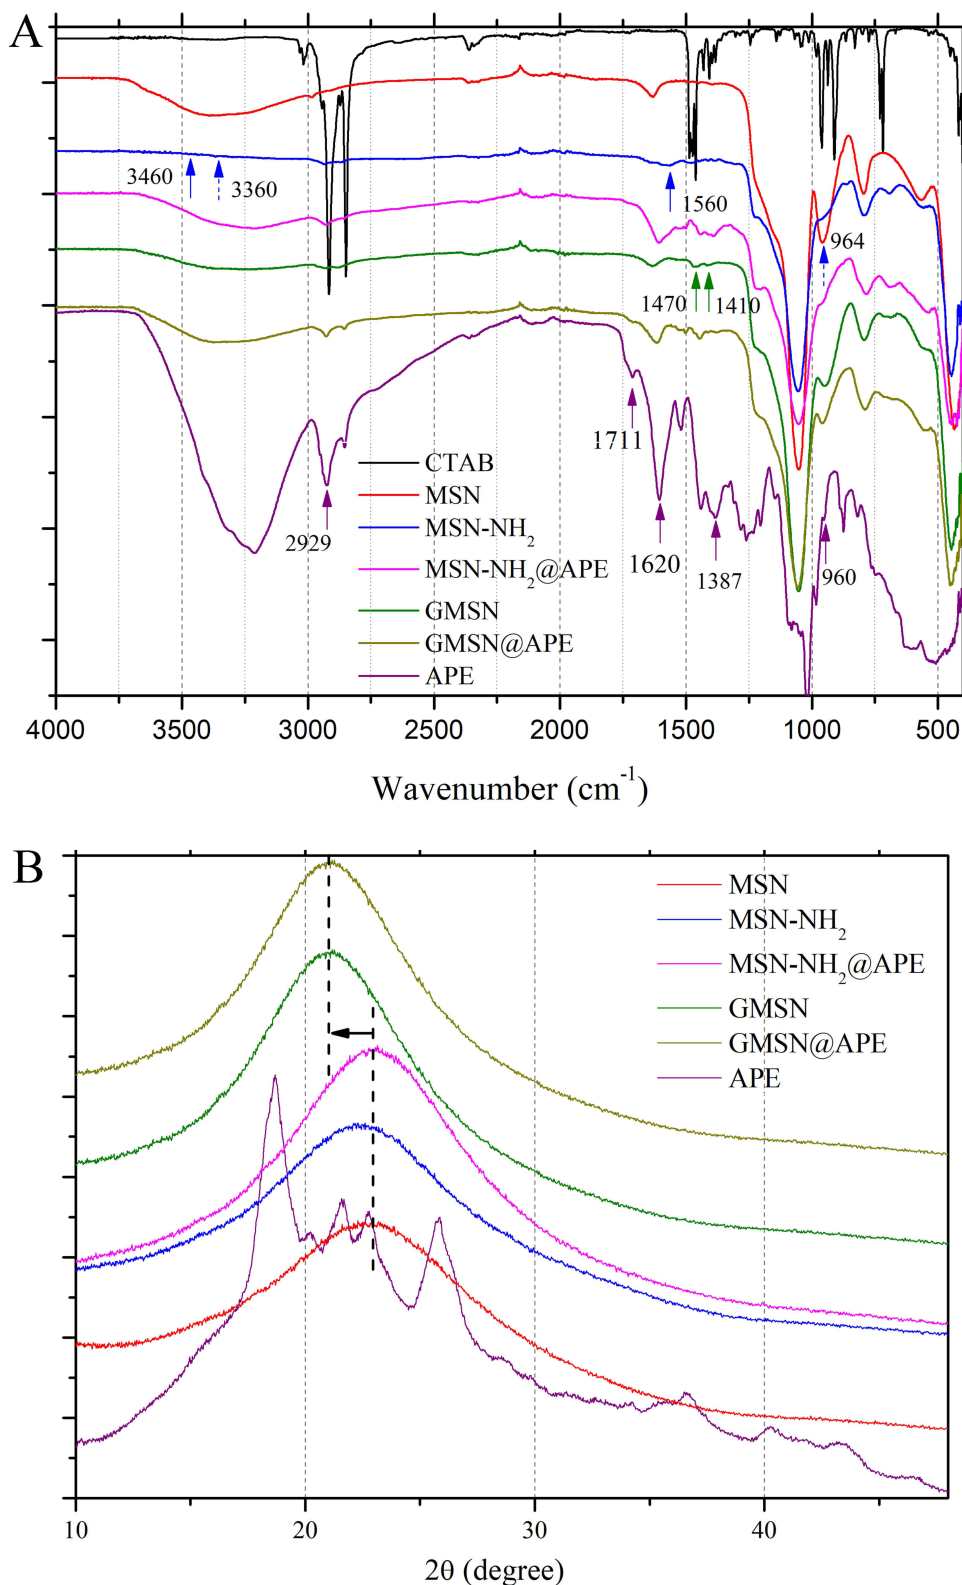 A
3460
3360
1560
964
1470
1410
1711
2929
1620
1387
960
CTAB
MSN
MSN-NH₂
MSN-NH₂@APE
GMSN
GMSN@APE
APE
4000 3500 3000 2500 2000 1500 1000 500
Wavenumber (cm⁻¹)
B
MSN
MSN-NH₂
MSN-NH₂@APE
GMSN
GMSN@APE
APE
10 20 30 40
2θ (degree)